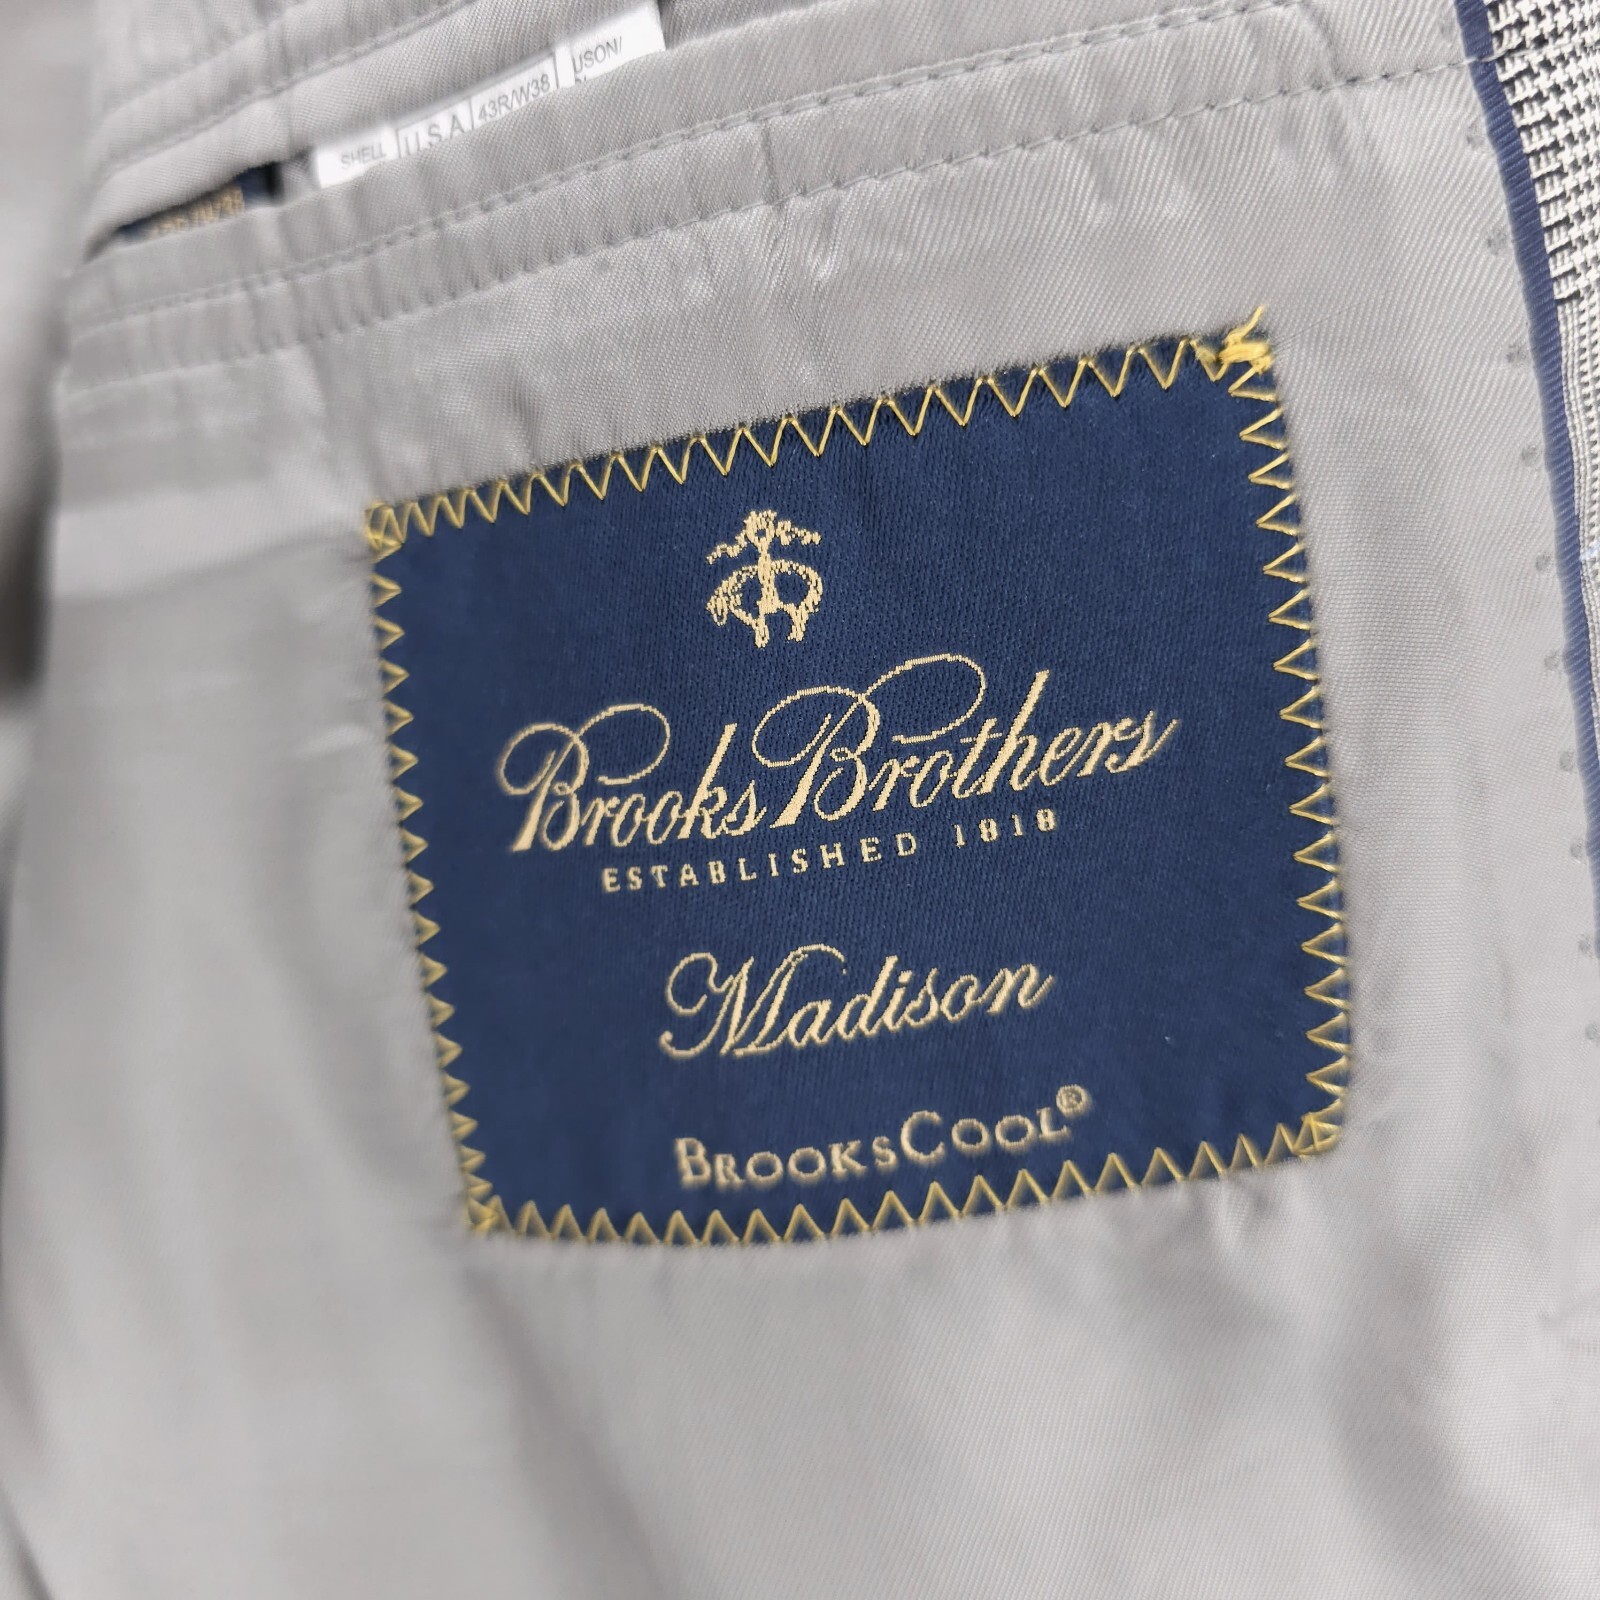 SHELL
U.S.A
43R/W38
Brooks Brothers
ESTABLISHED 1818
Madison
BROOKSCOOL®